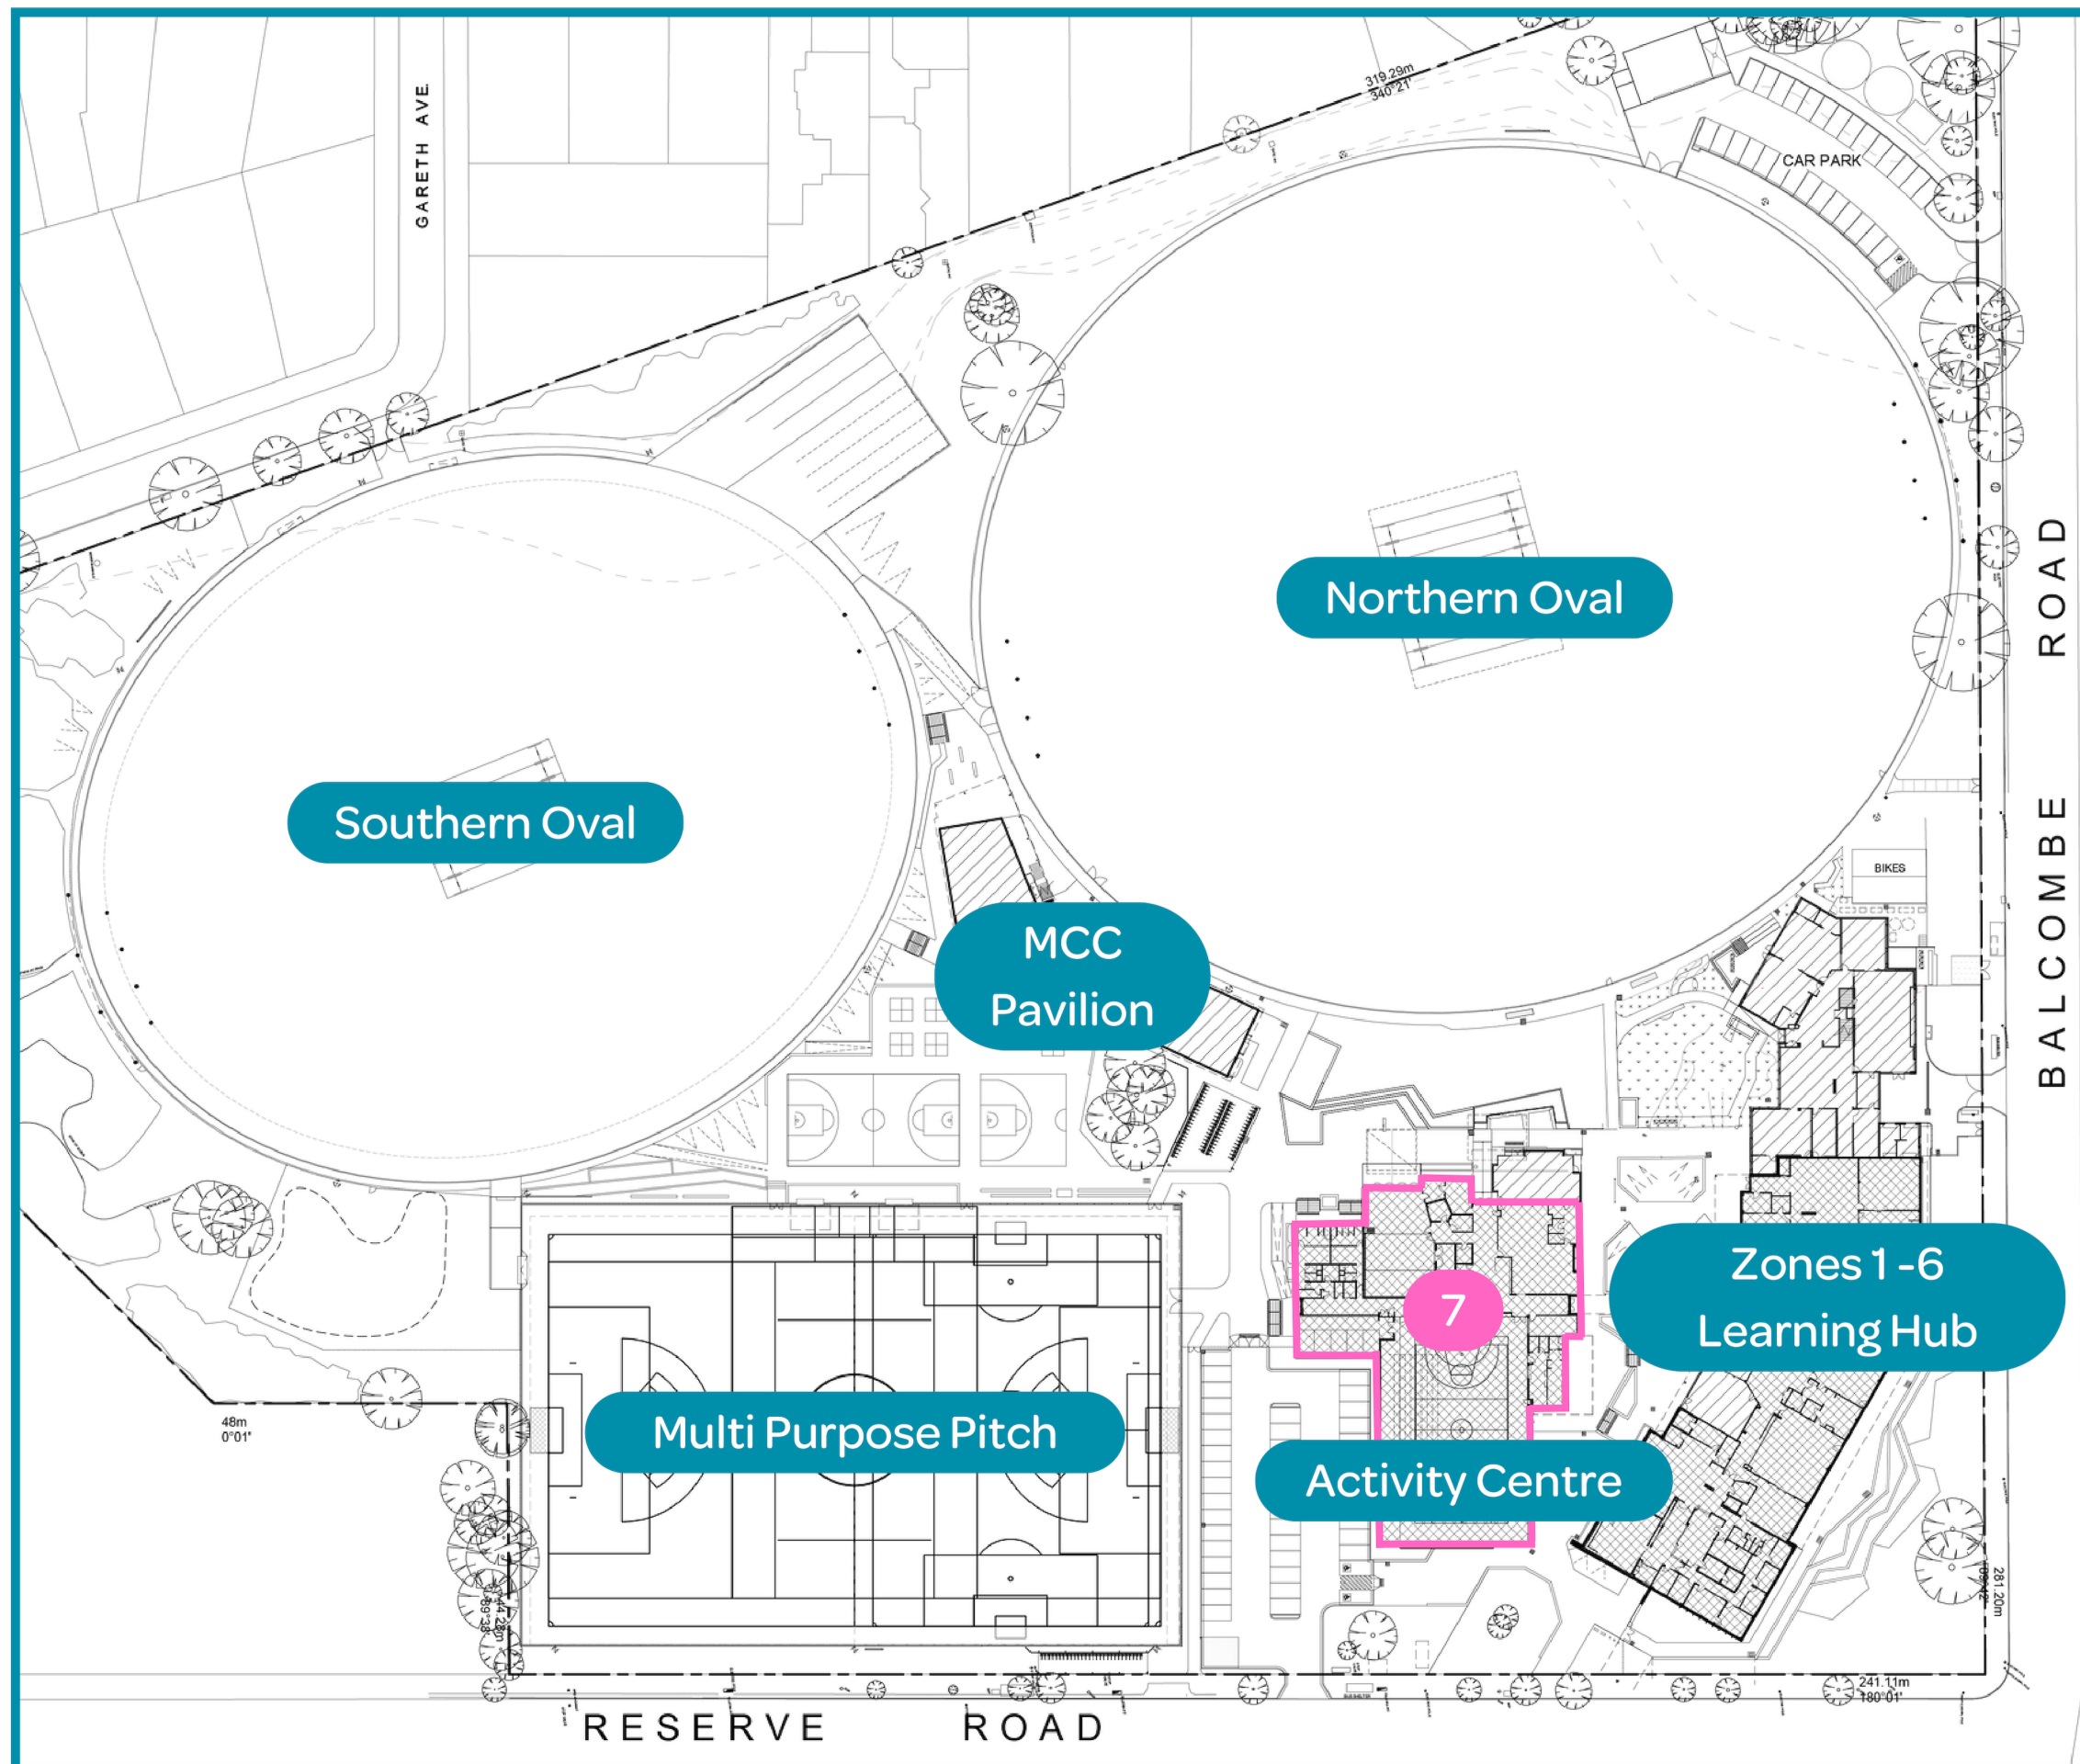 GARETH AVE
319.29m
340°21'
CAR PARK
BALCOMBE ROAD
Northern Oval
Southern Oval
BIKES
MCC
Pavilion
Zones 1 -6
Learning Hub
7
Multi Purpose Pitch
Activity Centre
48m
0°01'
281.20m
241.11m
180°01'
RESERVE ROAD